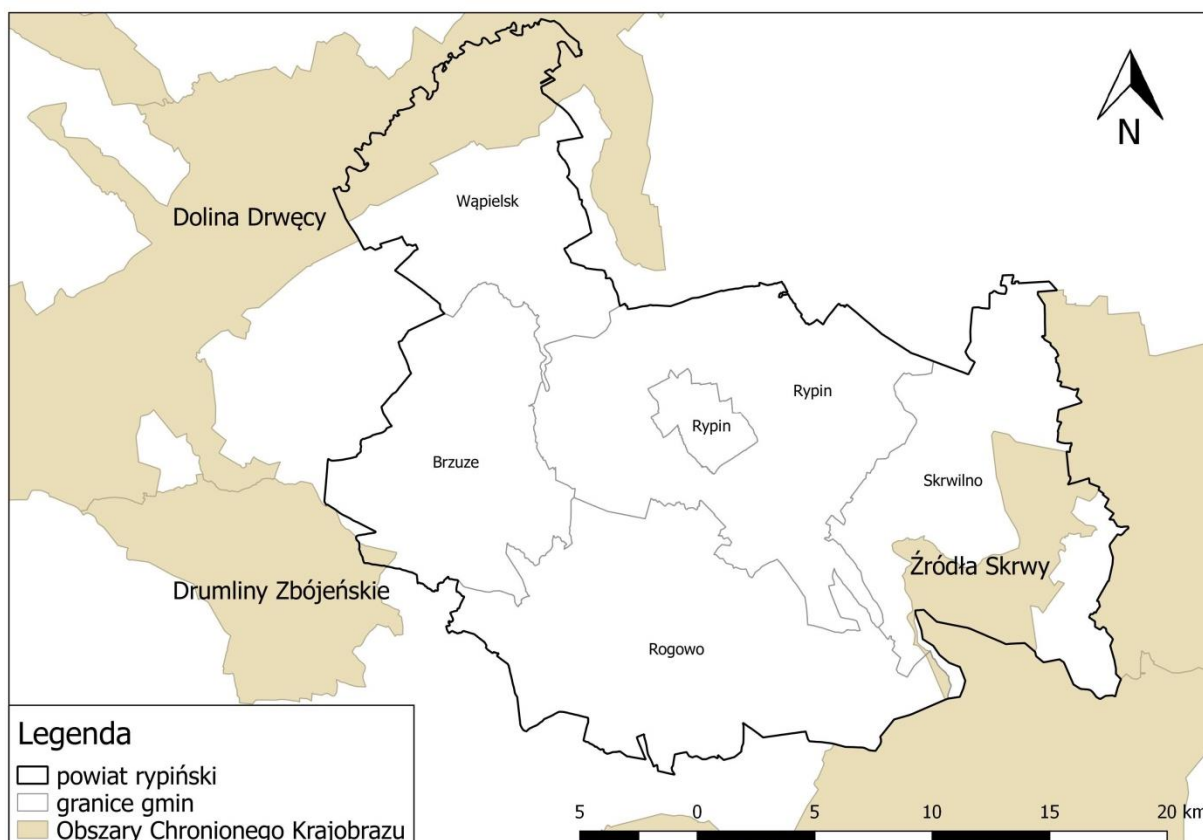 N
Wąpielsk
Dolina Drwęcy
Rypin
Rypin
Brzuze
Skrwilno
Źródła Skrwy
Drumliny Zbójeńskie
Rogowo
Legenda
powiat rypiński
granice gmin
Obszary Chronionego Krajobrazu
5 0 5 10 15 20 km